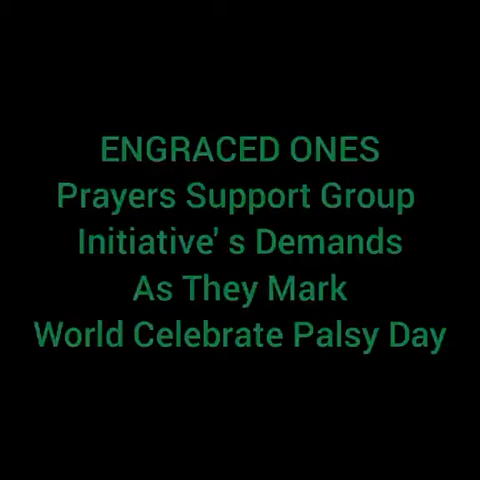 ENGRACED ONES
Prayers Support Group
Initiative' s Demands
As They Mark
World Celebrate Palsy Day